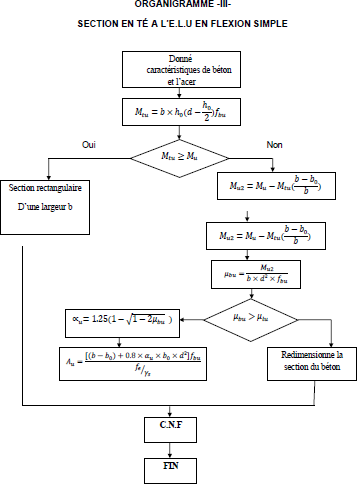 ORGANIGRAMME -III-
SECTION EN TÉ A L'E.L.U EN FLEXION SIMPLE
Donné
caractéristiques de béton
et l'acer
M_tu = b × h_0(d − h_0/2)f_bu
Oui
Non
M_tu ≥ M_u
Section rectangulaire
D'une largeur b
M_u2 = M_u − M_tu((b − b_0)/b)
M_u2 = M_u − M_tu((b − b_0)/b)
μ_bu = M_u2/(b × d² × f_bu)
μ_bu > μ_lu
∝_u = 1.25(1 − √(1 − 2μ_bu) )
A_u = [(b − b_0) + 0.8 × α_u × b_0 × d²]f_bu/(f_e/γ_s)
Redimensionne la
section du béton
C.N.F
FIN